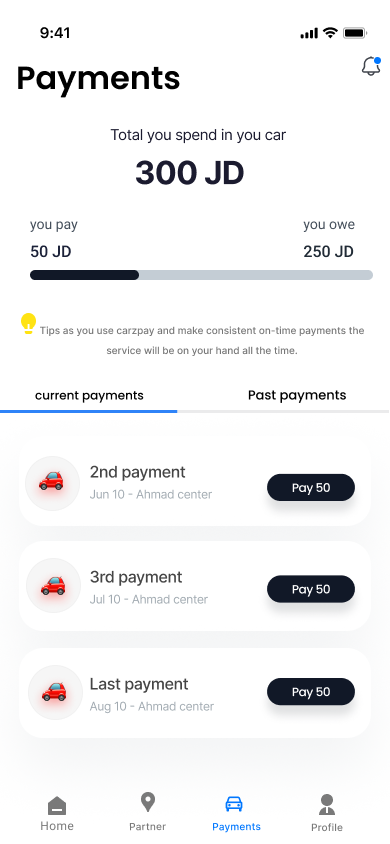 9:41
Payments
Total you spend in you car
300 JD
you pay
you owe
50 JD
250 JD
Tips as you use carzpay and make consistent on-time payments the
service will be on your hand all the time.
current payments
Past payments
2nd payment
Jun 10 - Ahmad center
Pay 50
3rd payment
Jul 10 - Ahmad center
Pay 50
Last payment
Aug 10 - Ahmad center
Pay 50
Home
Partner
Payments
Profile